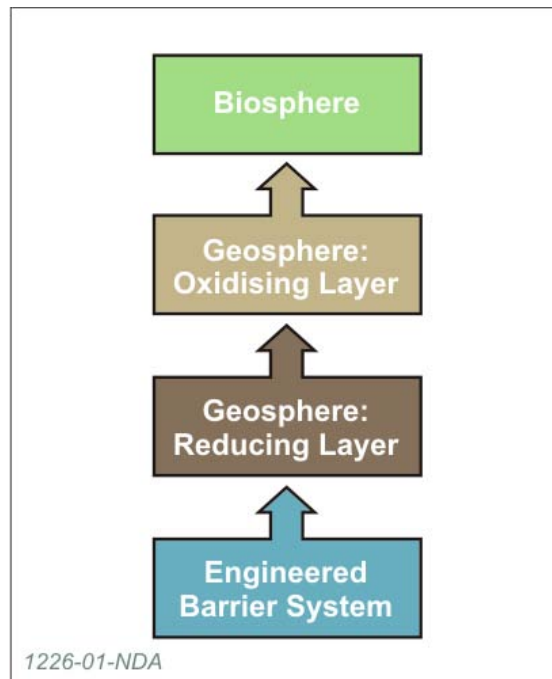 Biosphere
Geosphere:
Oxidising Layer
Geosphere:
Reducing Layer
Engineered
Barrier System
1226-01-NDA